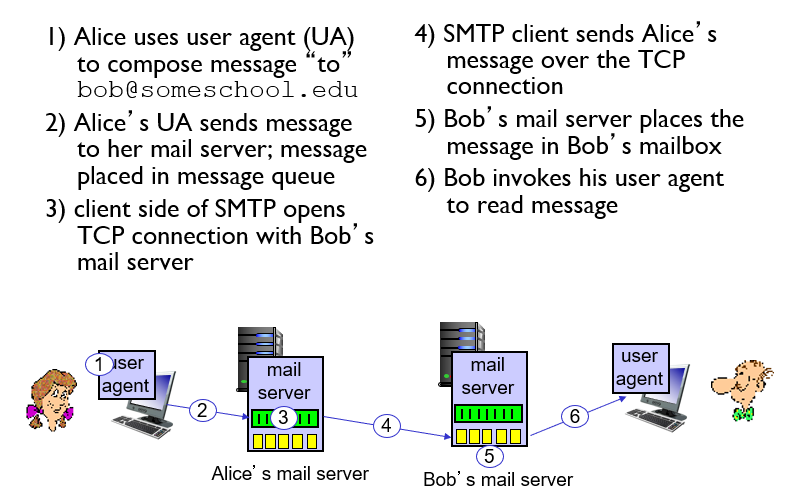 1) Alice uses user agent (UA)
to compose message “to”
bob@someschool.edu
2) Alice’s UA sends message
to her mail server; message
placed in message queue
3) client side of SMTP opens
TCP connection with Bob’s
mail server
4) SMTP client sends Alice’s
message over the TCP
connection
5) Bob’s mail server places the
message in Bob’s mailbox
6) Bob invokes his user agent
to read message
1
user
agent
2
mail
server
3
4
mail
server
5
6
user
agent
Alice’s mail server
Bob’s mail server